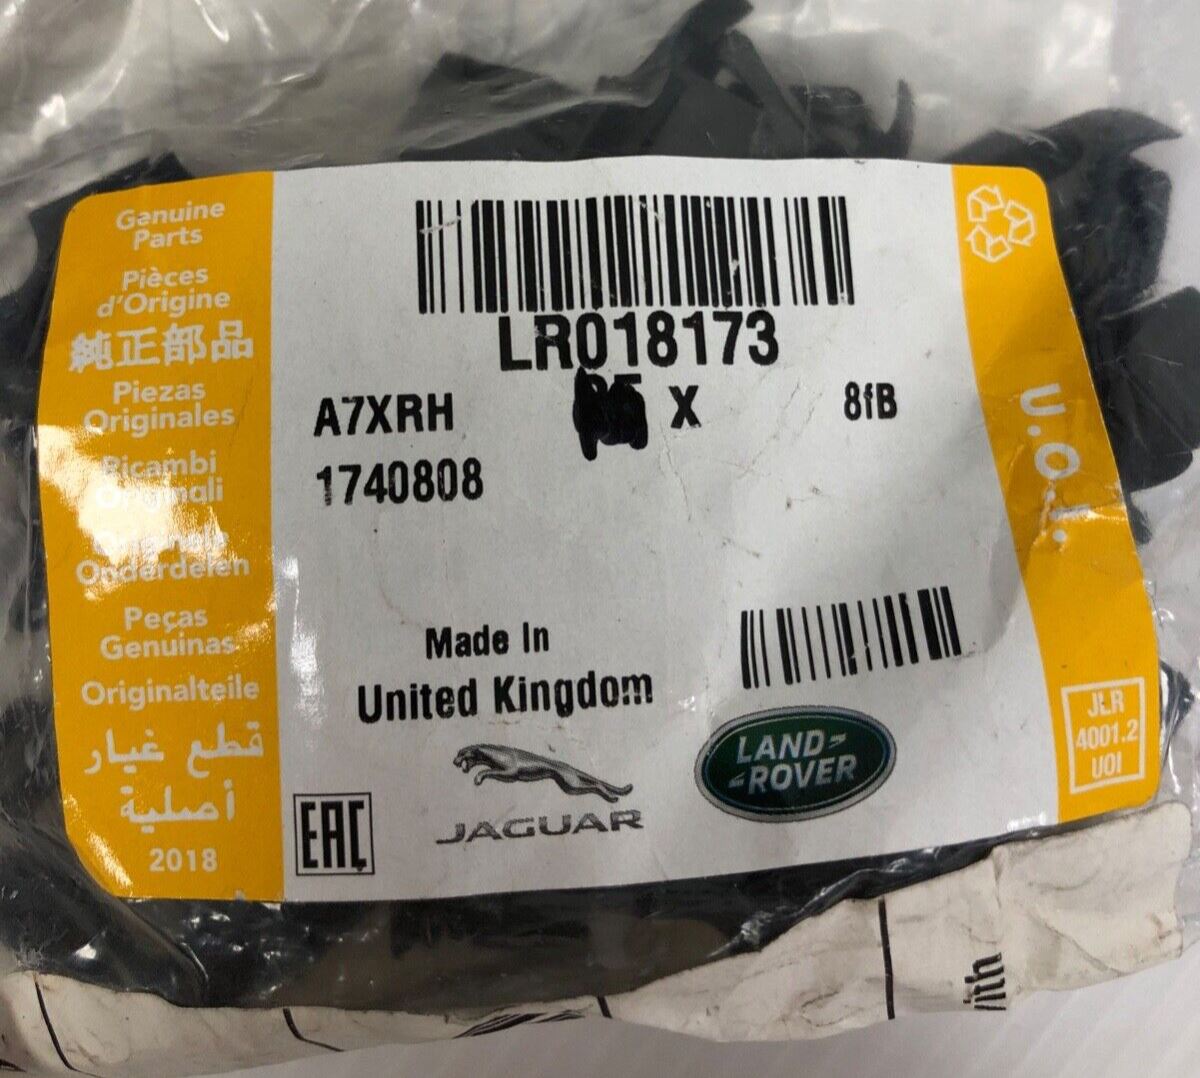 Genuine
Parts
Pièces
d'Origine
純正部品
Piezas
Originales
Ricambi
Originali
Onderdelen
Peças
Genuinas
Originalteile
قطع غيار
أصلية
2018
LR018173
A7XRH
X
8fB
1740808
Made In
United Kingdom
EAC
JAGUAR
LAND-
-ROVER
U.O.I.
JLR
4001.2
UOI